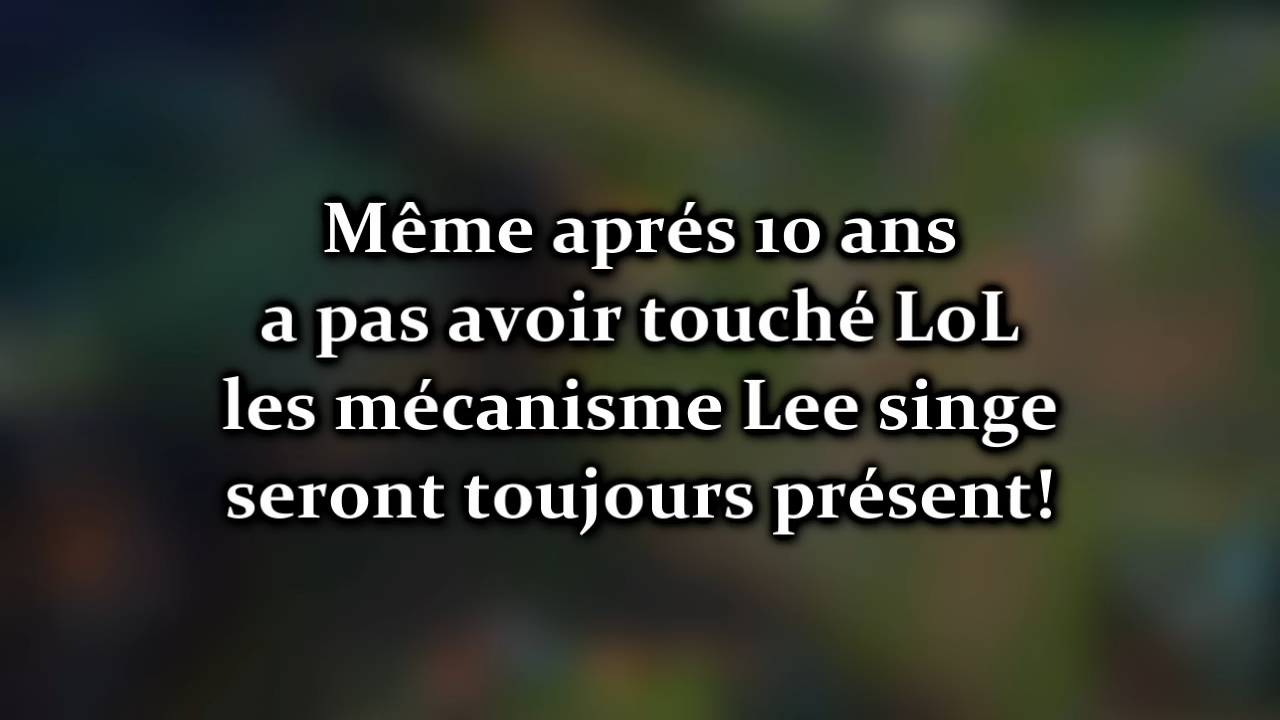 Même aprés 10 ans
a pas avoir touché LoL
les mécanisme Lee singe
seront toujours présent!